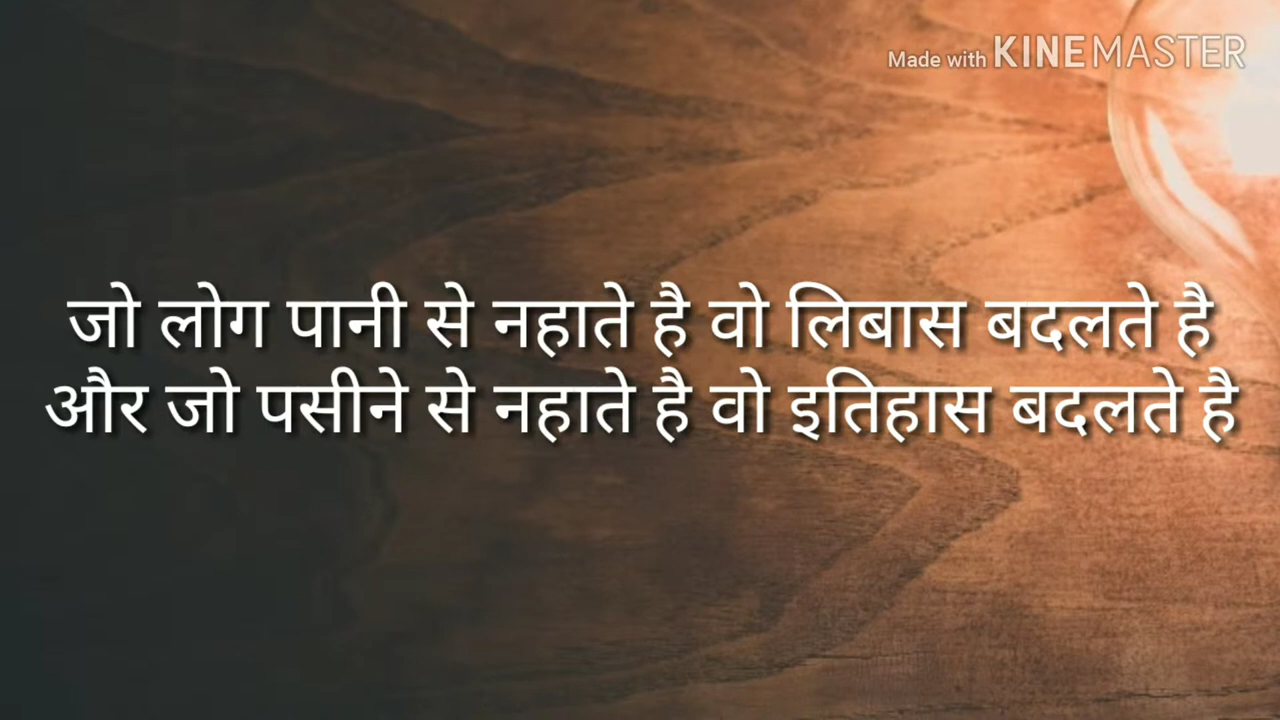 Made with KINEMASTER
जो लोग पानी से नहाते है वो लिबास बदलते है
और जो पसीने से नहाते है वो इतिहास बदलते है